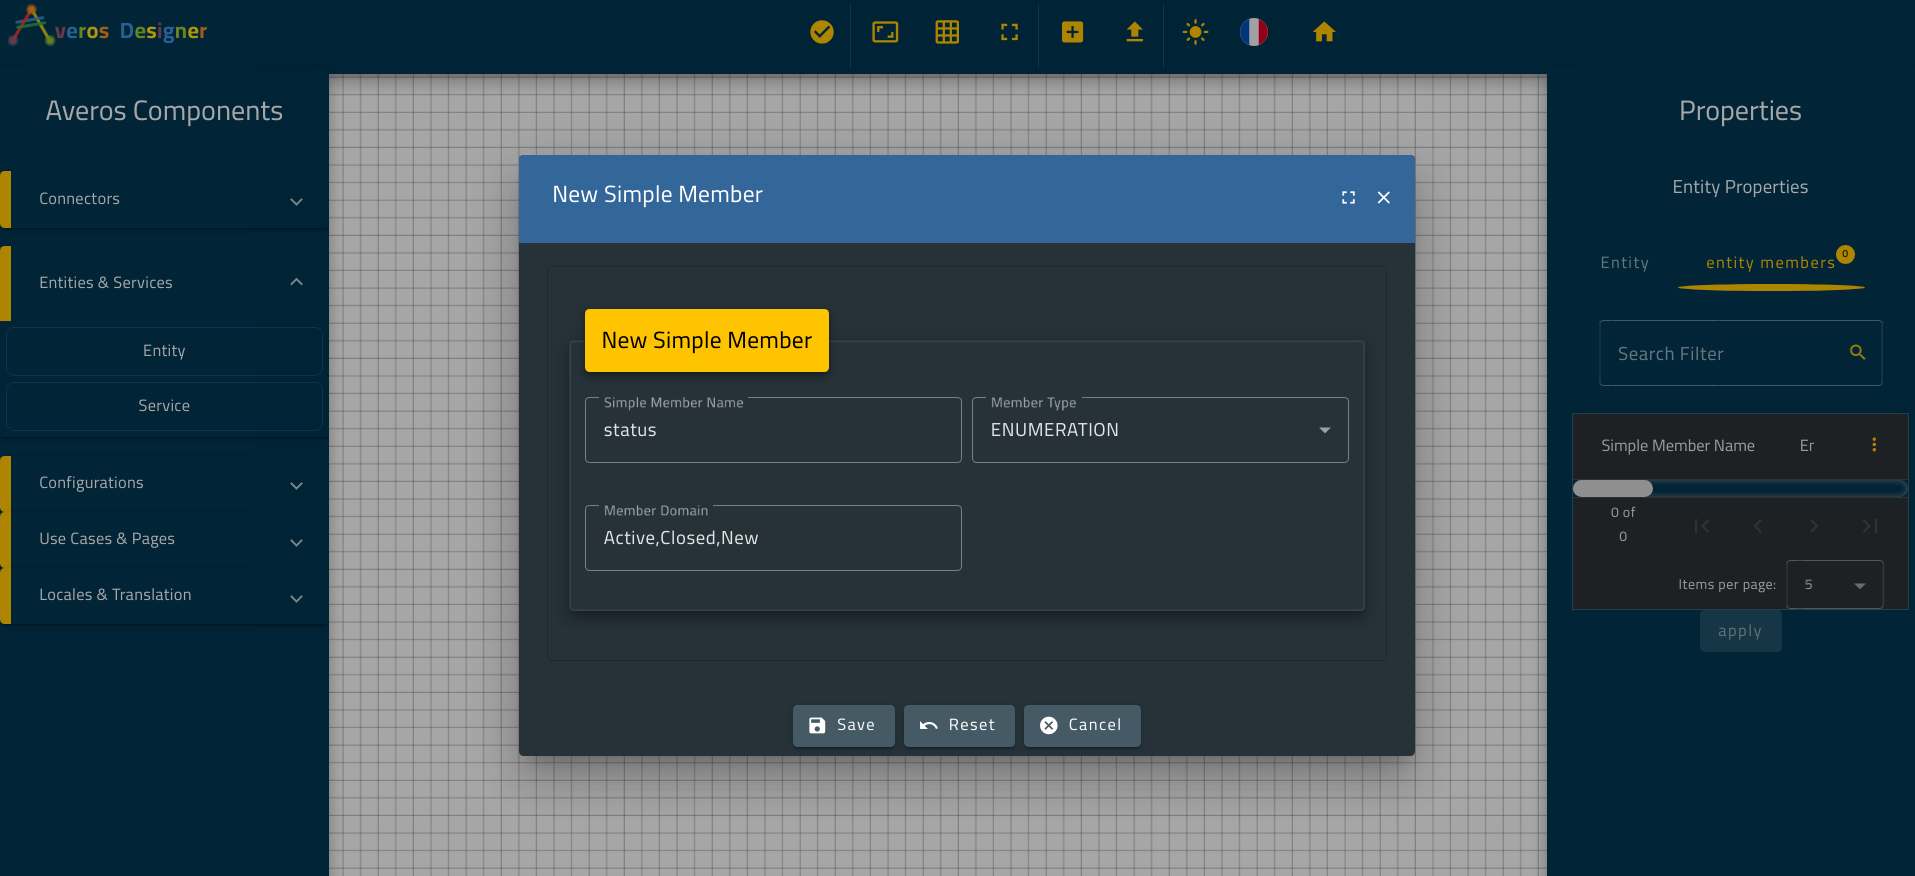 Averos Designer
Averos Components
Connectors
Entities & Services
Entity
Service
Configurations
Use Cases & Pages
Locales & Translation
New Simple Member
New Simple Member
Simple Member Name
status
Member Type
ENUMERATION
Member Domain
Active,Closed,New
Save
Reset
Cancel
Properties
Entity Properties
Entity
entity members
0
Search Filter
Simple Member Name
Er
0 of
0
Items per page:
5
apply